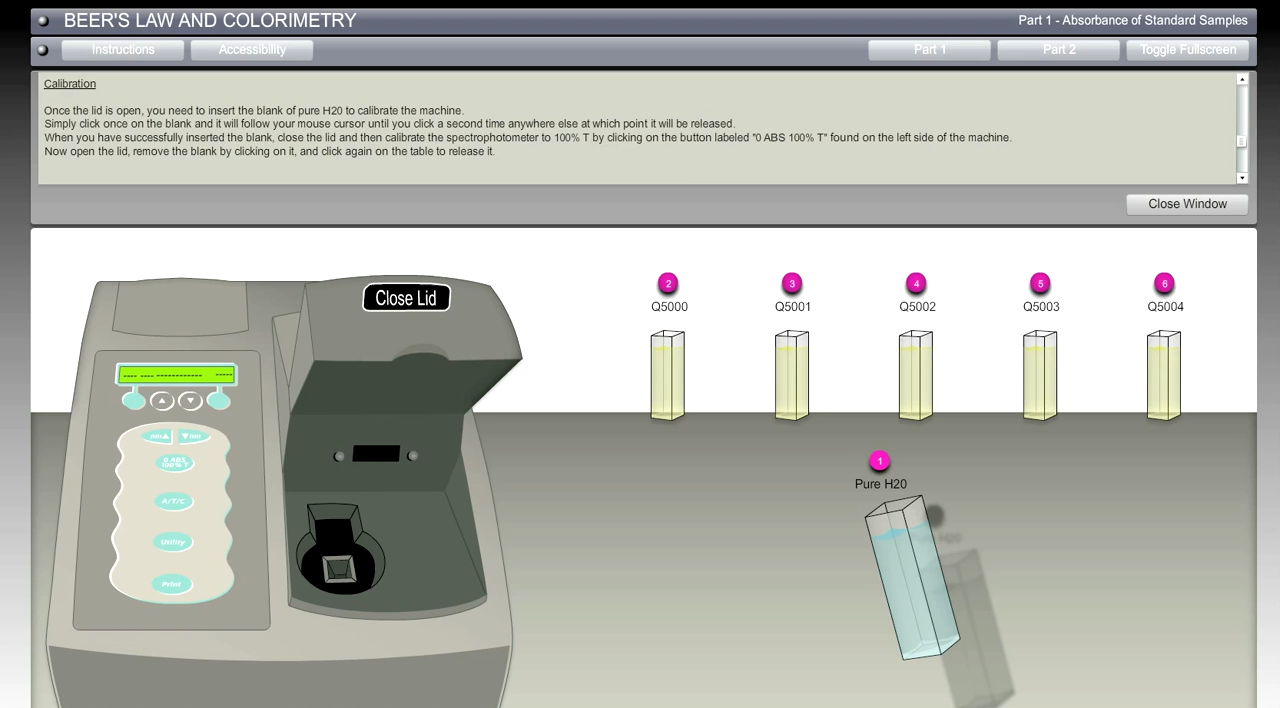 BEER'S LAW AND COLORIMETRY
Part 1 - Absorbance of Standard Samples
Instructions
Accessibility
Part 1
Part 2
Toggle Fullscreen
Calibration
Once the lid is open, you need to insert the blank of pure H20 to calibrate the machine.
Simply click once on the blank and it will follow your mouse cursor until you click a second time anywhere else at which point it will be released.
When you have successfully inserted the blank, close the lid and then calibrate the spectrophotometer to 100% T by clicking on the button labeled "0 ABS 100% T" found on the left side of the machine.
Now open the lid, remove the blank by clicking on it, and click again on the table to release it.
Close Window
Close Lid
2
3
4
5
6
Q5000
Q5001
Q5002
Q5003
Q5004
1
Pure H20
0 ABS
100% T
A/T/C
Utility
Print